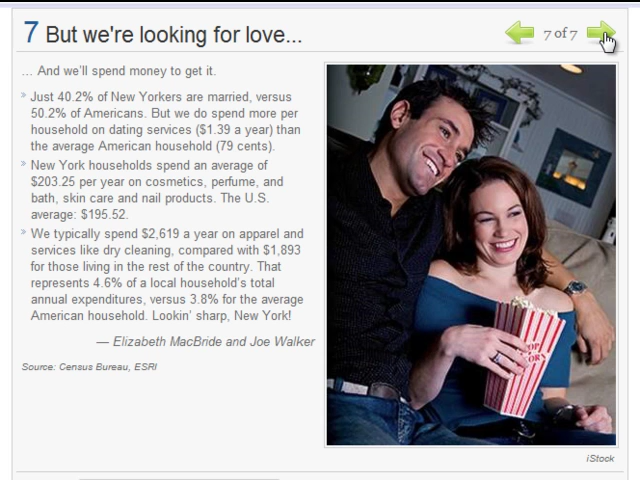 7 But we're looking for love...
7 of 7
… And we'll spend money to get it.
» Just 40.2% of New Yorkers are married, versus
50.2% of Americans. But we do spend more per
household on dating services ($1.39 a year) than
the average American household (79 cents).
» New York households spend an average of
$203.25 per year on cosmetics, perfume, and
bath, skin care and nail products. The U.S.
average: $195.52.
» We typically spend $2,619 a year on apparel and
services like dry cleaning, compared with $1,893
for those living in the rest of the country. That
represents 4.6% of a local household's total
annual expenditures, versus 3.8% for the average
American household. Lookin' sharp, New York!
— Elizabeth MacBride and Joe Walker
Source: Census Bureau, ESRI
POP
CORN
iStock